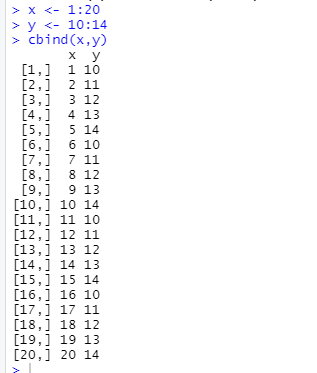 > x <- 1:20
> y <- 10:14
> cbind(x,y)
       x  y
 [1,]  1 10
 [2,]  2 11
 [3,]  3 12
 [4,]  4 13
 [5,]  5 14
 [6,]  6 10
 [7,]  7 11
 [8,]  8 12
 [9,]  9 13
[10,] 10 14
[11,] 11 10
[12,] 12 11
[13,] 13 12
[14,] 14 13
[15,] 15 14
[16,] 16 10
[17,] 17 11
[18,] 18 12
[19,] 19 13
[20,] 20 14
>